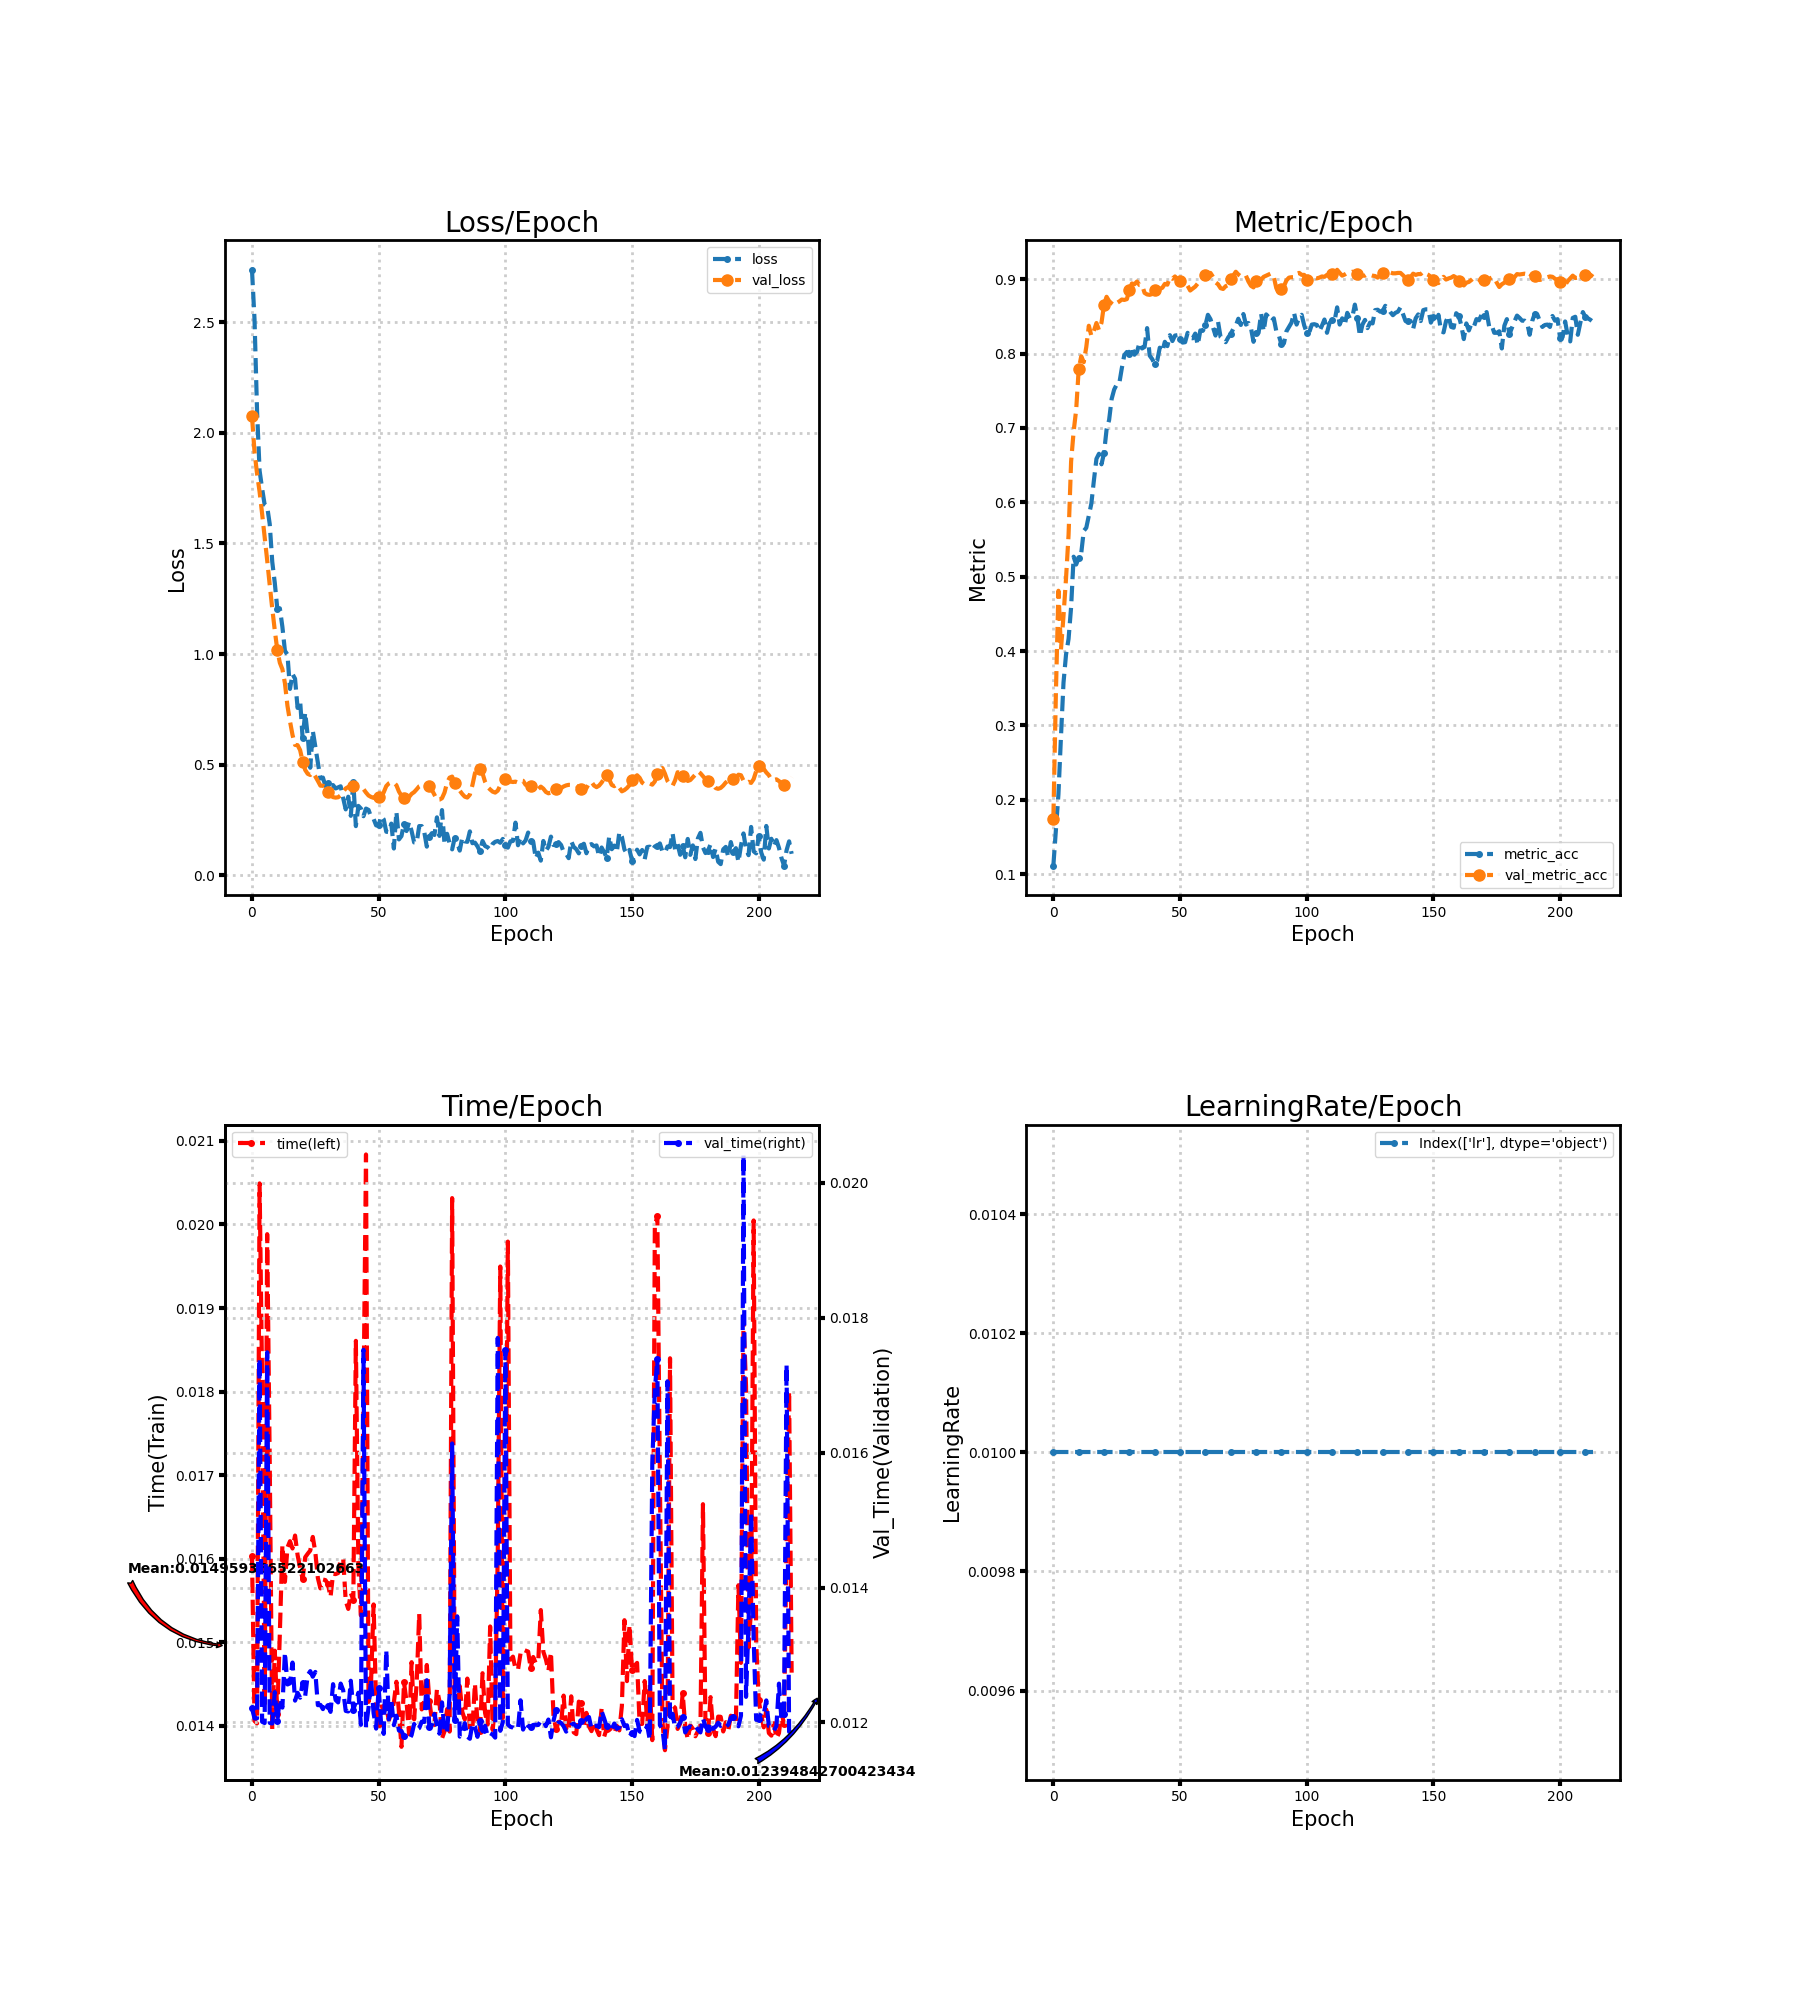 Loss/Epoch
loss
val_loss
2.5
2.0
1.5
1.0
0.5
0.0
Loss
0
50
100
150
200
Epoch
Metric/Epoch
0.9
0.8
0.7
0.6
0.5
0.4
0.3
0.2
0.1
Metric
metric_acc
val_metric_acc
0
50
100
150
200
Epoch
Time/Epoch
time(left)
val_time(right)
0.021
0.020
0.019
0.018
0.017
0.016
0.015
0.014
Time(Train)
0.020
0.018
0.016
0.014
0.012
Val_Time(Validation)
Mean:0.012394842700423434
0
50
100
150
200
Epoch
LearningRate/Epoch
Index(['lr'], dtype='object')
0.0104
0.0102
0.0100
0.0098
0.0096
LearningRate
0
50
100
150
200
Epoch